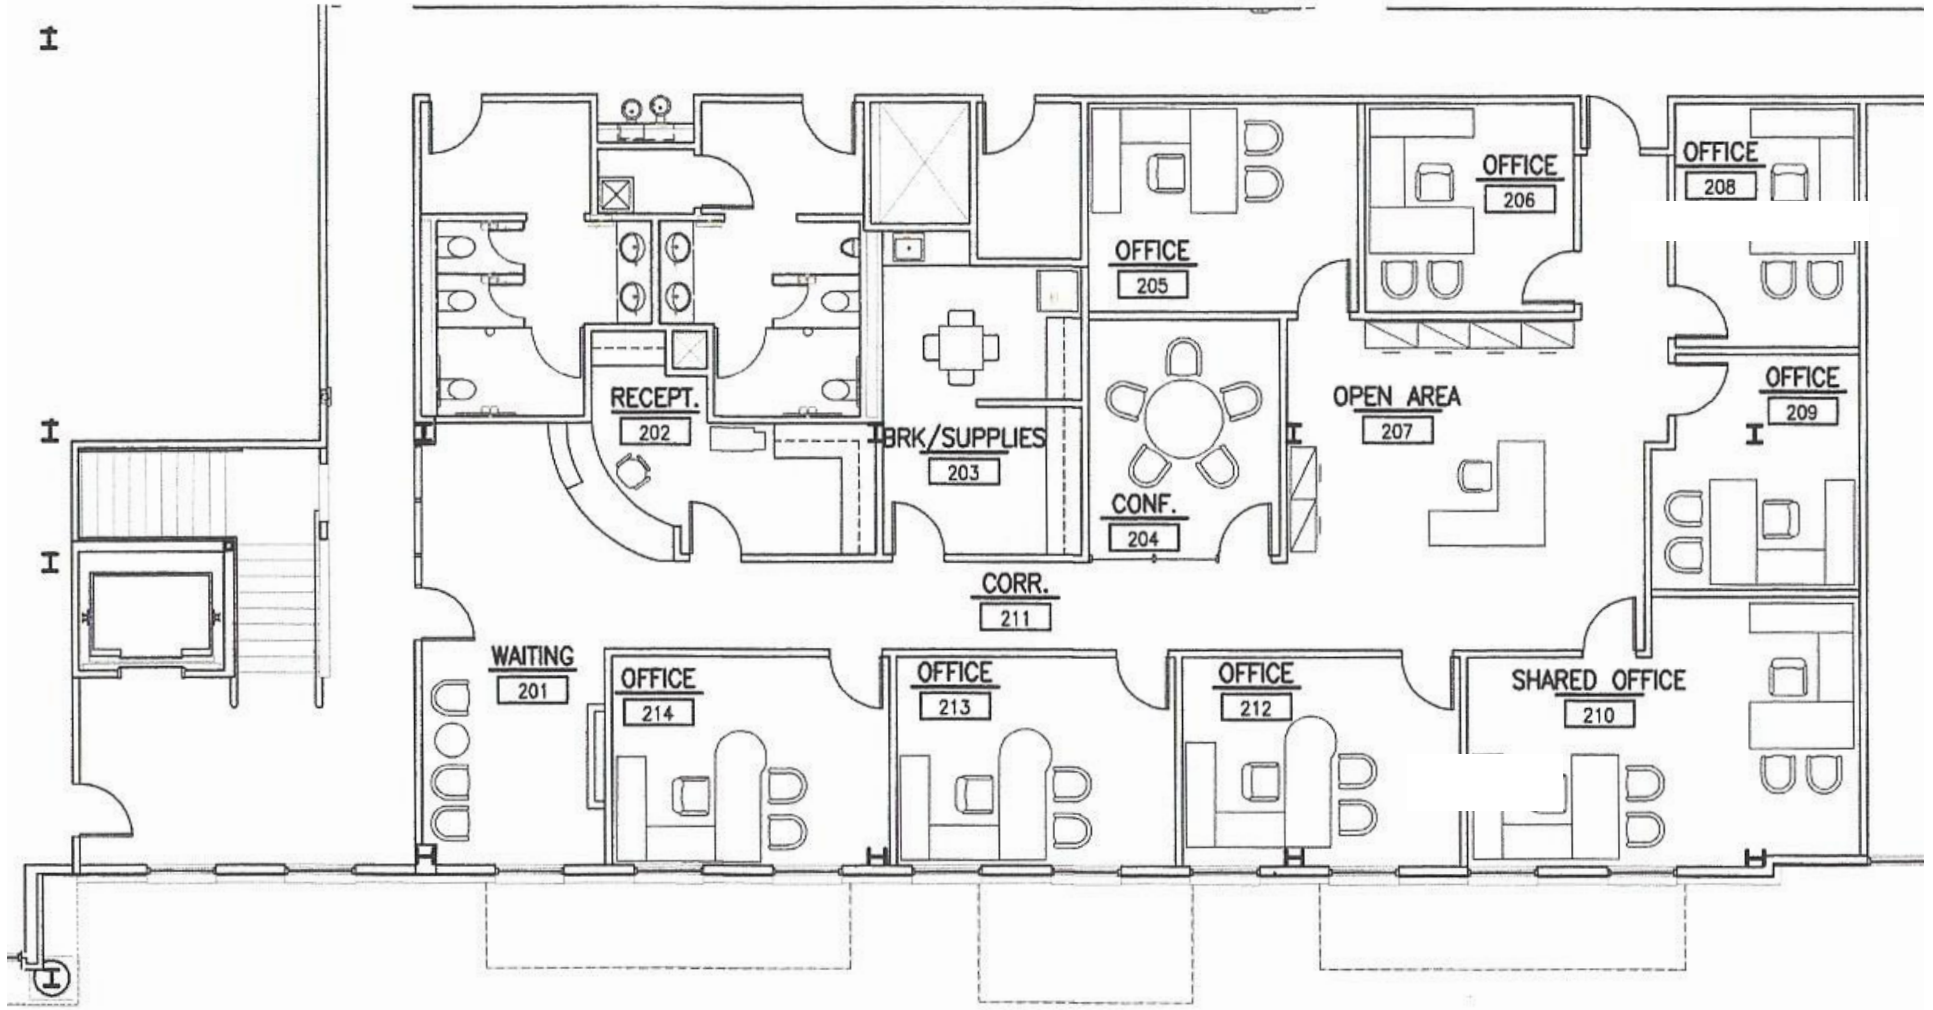 OFFICE
205
OFFICE
206
OFFICE
208
RECEPT.
202
BRK/SUPPLIES
203
CONF.
204
OPEN AREA
207
OFFICE
209
CORR.
211
WAITING
201
OFFICE
214
OFFICE
213
OFFICE
212
SHARED OFFICE
210